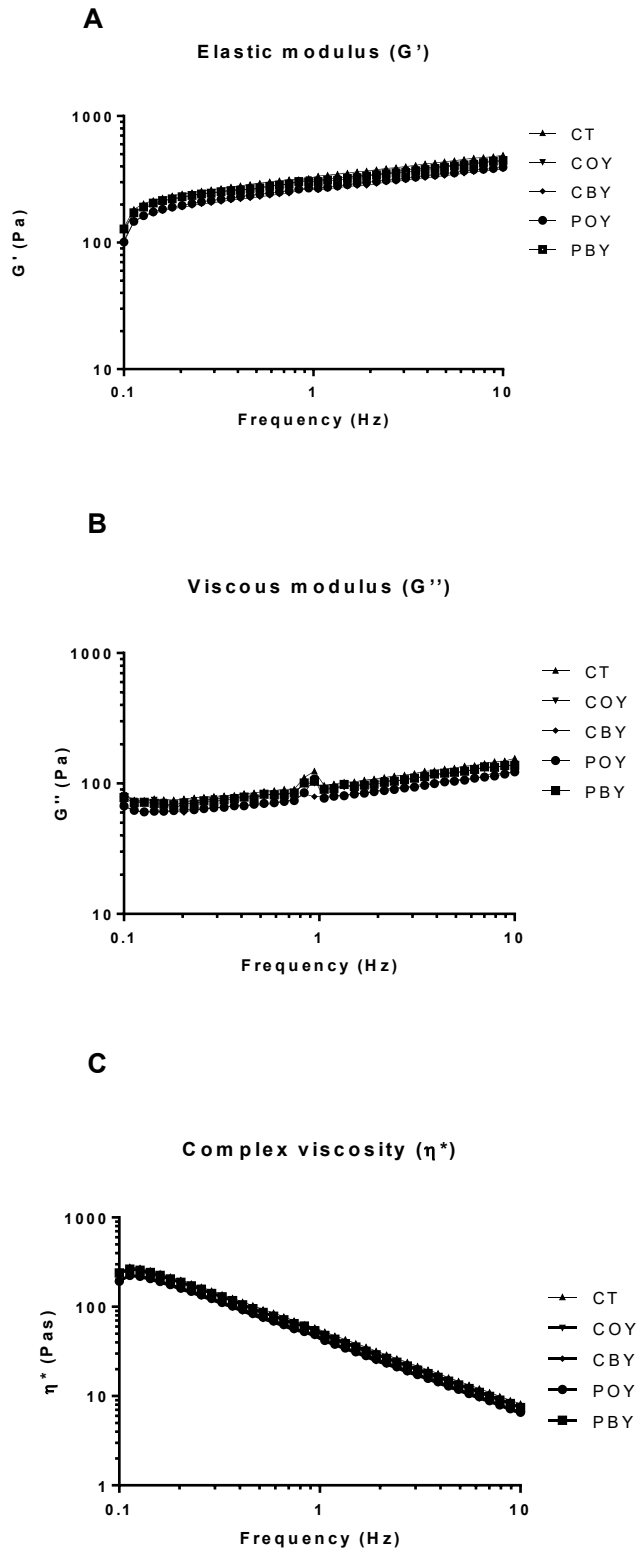 A
Elastic modulus (G’)
1000
100
10
G' (Pa)
0.1
1
10
Frequency (Hz)
CT
COY
CBY
POY
PBY
B
Viscous modulus (G’’)
1000
100
10
G'' (Pa)
0.1
1
10
Frequency (Hz)
CT
COY
CBY
POY
PBY
C
Complex viscosity (η*)
1000
100
10
1
η* (Pas)
0.1
1
10
Frequency (Hz)
CT
COY
CBY
POY
PBY